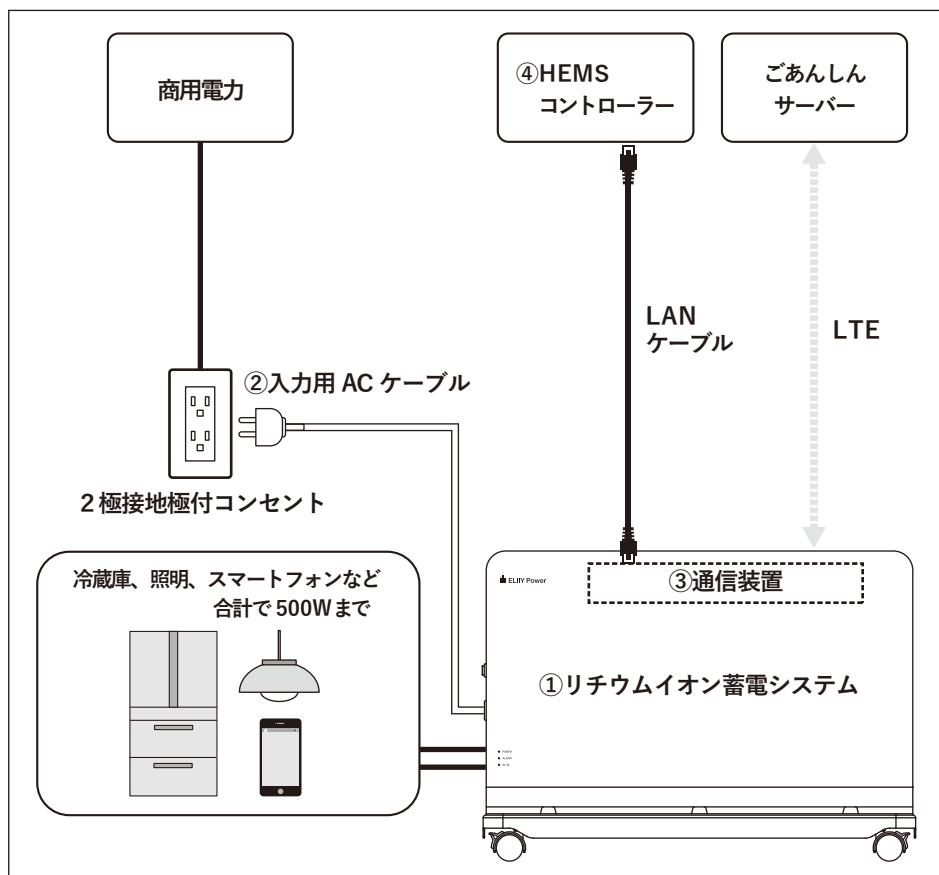 商用電力
④HEMS
コントローラー
ごあんしん
サーバー
LAN
ケーブル
LTE
②入力用 AC ケーブル
2 極接地極付コンセント
冷蔵庫、照明、スマートフォンなど
合計で 500W まで
ELIIY Power
③通信装置
①リチウムイオン蓄電システム
POWER
ALARM
AC IN